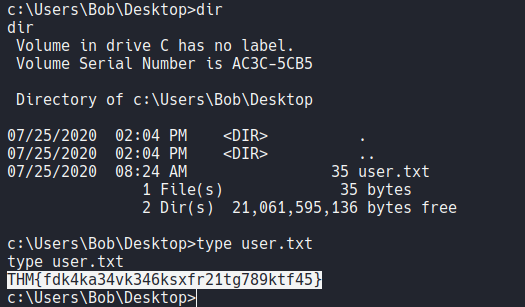 c:\Users\Bob\Desktop>dir
dir
 Volume in drive C has no label.
 Volume Serial Number is AC3C-5CB5

 Directory of c:\Users\Bob\Desktop

07/25/2020  02:04 PM    <DIR>          .
07/25/2020  02:04 PM    <DIR>          ..
07/25/2020  08:24 AM                35 user.txt
               1 File(s)             35 bytes
               2 Dir(s)  21,061,595,136 bytes free

c:\Users\Bob\Desktop>type user.txt
type user.txt
THM{fdk4ka34vk346ksxfr21tg789ktf45}
c:\Users\Bob\Desktop>